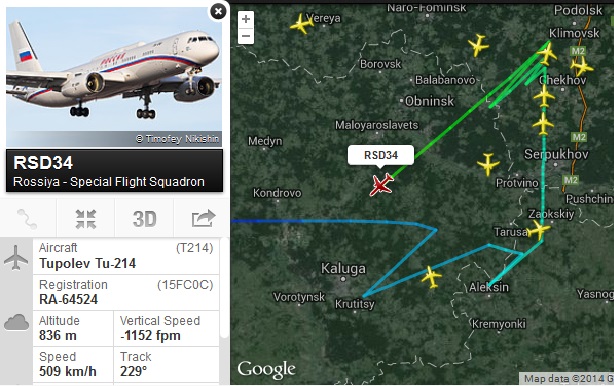 © Timofey Nikishin
RSD34
Rossiya - Special Flight Squadron
3D
Aircraft (T214)
Tupolev Tu-214
Registration (15FC0C)
RA-64524
Altitude Vertical Speed
836 m -1152 fpm
Speed Track
509 km/h 229°
+
−
Vereya
Naro-Fominsk
Podolsk
Klimovsk
M2
Borovsk
Balabanovo
Chekhov
Obninsk
Maloyaroslavets
M2
Medyn
RSD34
Serpukhov
M2
Protvino
Kondrovo
Pushchino
Zaokskiy
Tarusa
Kaluga
Aleksin
Vorotynsk
Krutitsy
Yasnog
Kremyonki
Google
Map data ©2014 G